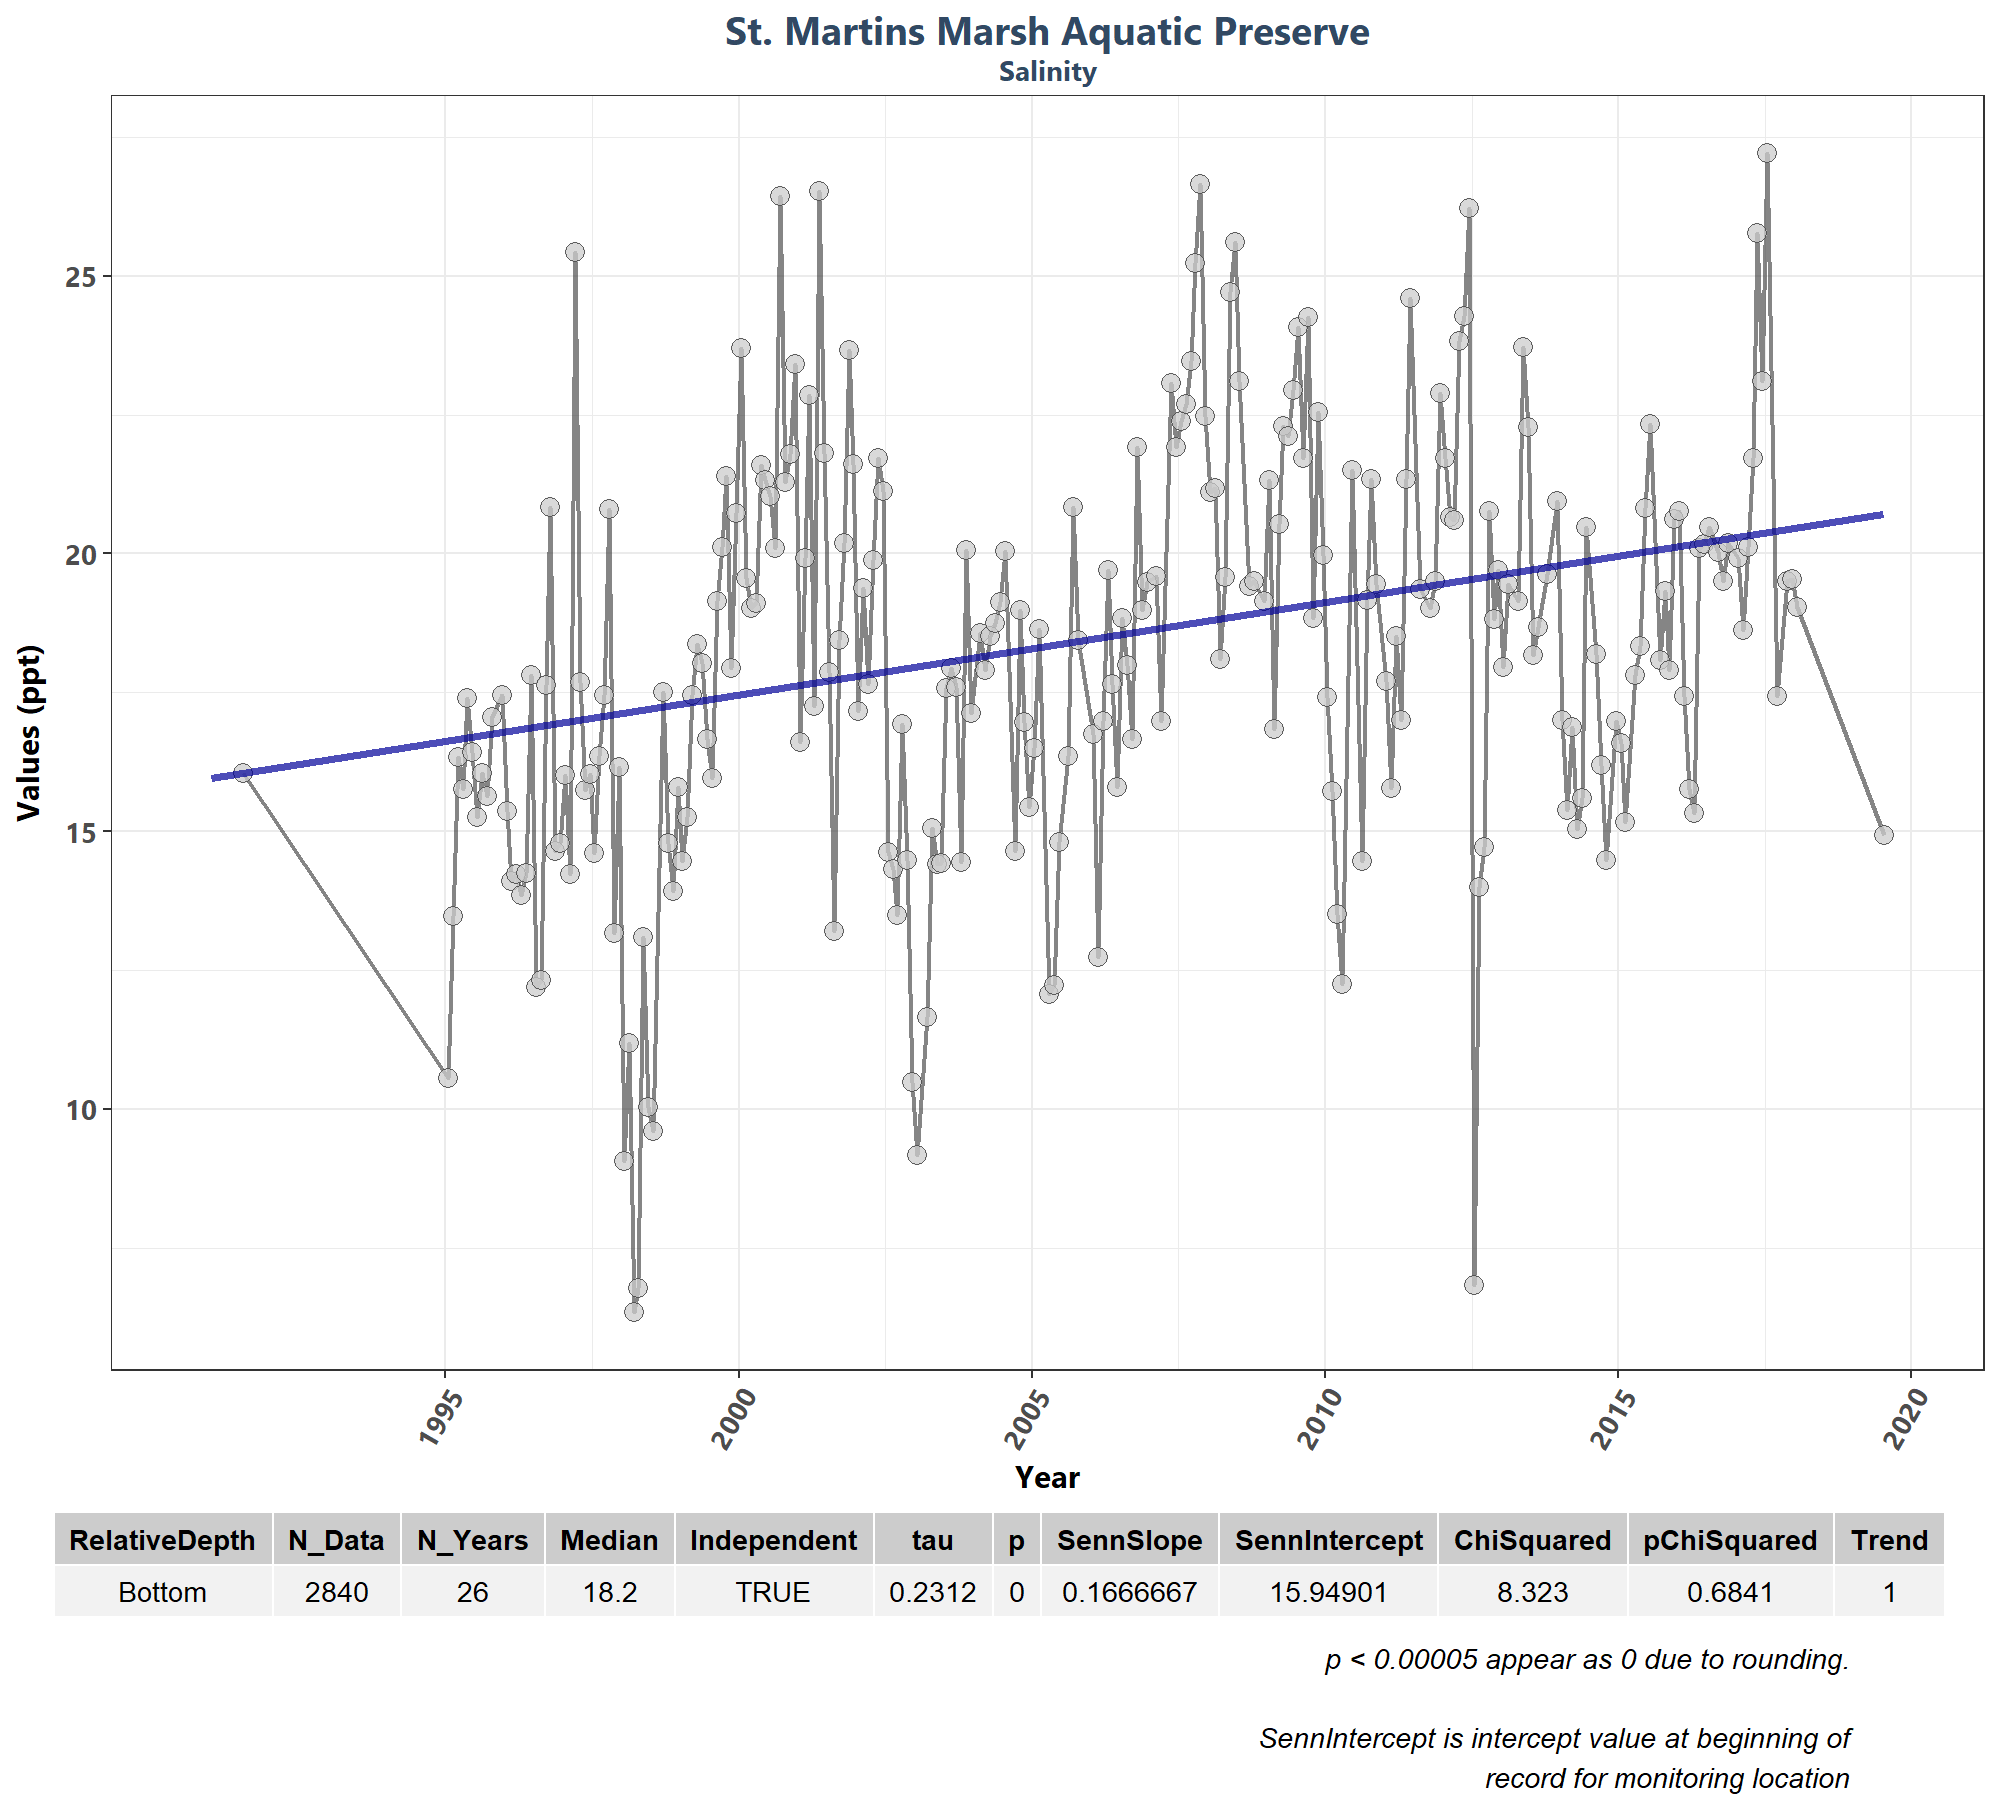 St. Martins Marsh Aquatic Preserve
Salinity
Values (ppt)
25
20
15
10
1995
2000
2005
2010
2015
2020
Year
RelativeDepth N_Data N_Years Median Independent tau p SennSlope SennIntercept ChiSquared pChiSquared Trend
Bottom 2840 26 18.2 TRUE 0.2312 0 0.1666667 15.94901 8.323 0.6841 1
p < 0.00005 appear as 0 due to rounding.
SennIntercept is intercept value at beginning of
record for monitoring location